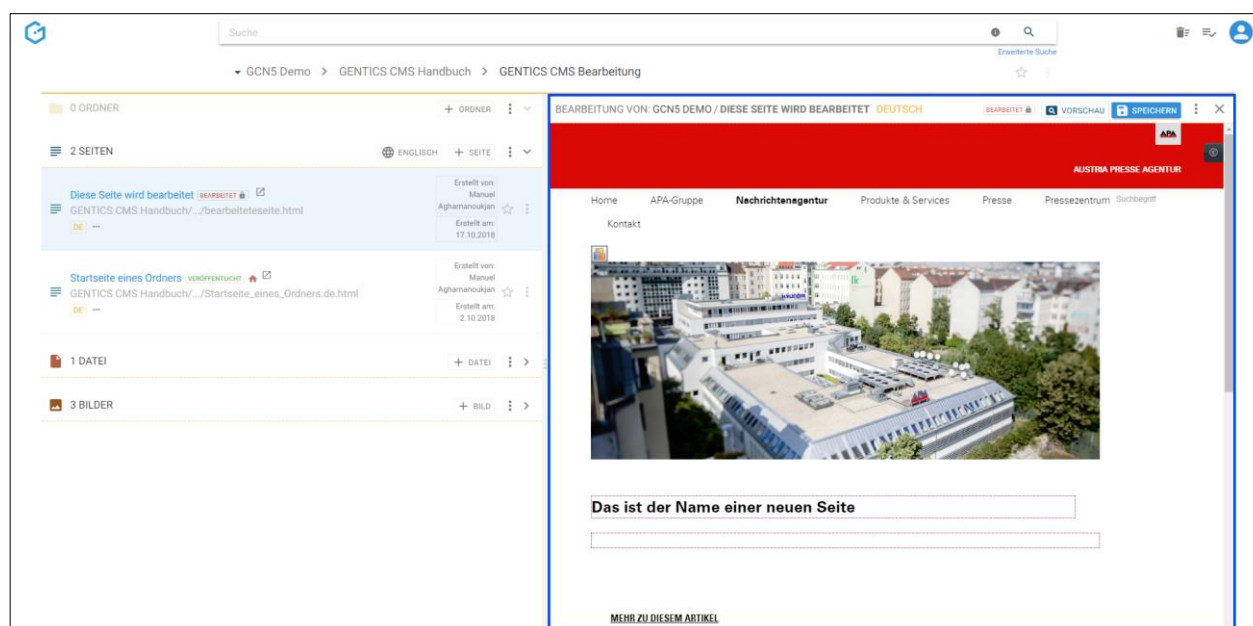 Suche
Erweiterte Suche
GCN5 Demo > GENTICS CMS Handbuch > GENTICS CMS Bearbeitung
0 ORDNER
+ ORDNER
2 SEITEN
ENGLISCH
+ SEITE
Diese Seite wird bearbeitet BEARBEITET
GENTICS CMS Handbuch/.../bearbeiteteseite.html
DE
Erstellt von:
Manuel
Aghamanoukjan
Erstellt am:
17.10.2018
Startseite eines Ordners VERÖFFENTLICHT
GENTICS CMS Handbuch/.../Startseite_eines_Ordners.de.html
DE
Erstellt von:
Manuel
Aghamanoukjan
Erstellt am:
2.10.2018
1 DATEI
+ DATEI
3 BILDER
+ BILD
BEARBEITUNG VON: GCN5 DEMO / DIESE SEITE WIRD BEARBEITET DEUTSCH
BEARBEITET
VORSCHAU
SPEICHERN
APA
AUSTRIA PRESSE AGENTUR
Home APA-Gruppe Nachrichtenagentur Produkte & Services Presse Pressezentrum Suchbegriff
Kontakt
APA
Das ist der Name einer neuen Seite
MEHR ZU DIESEM ARTIKEL